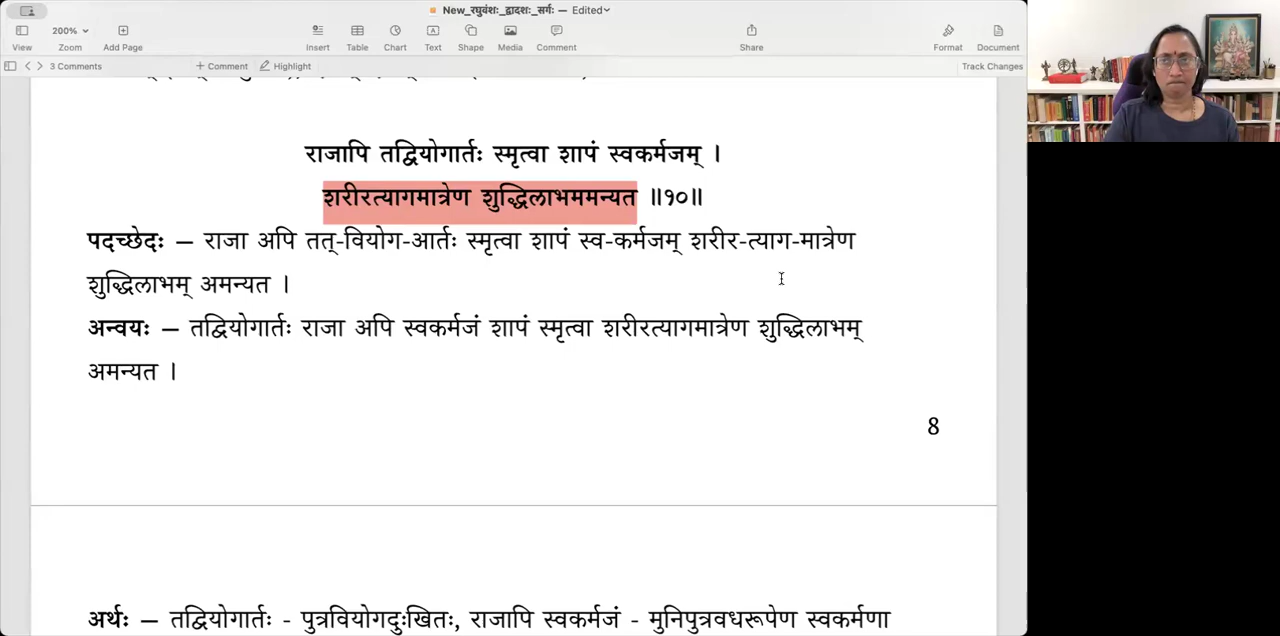 New_रघुवंशः_द्वादशः_सर्गः — Edited
200%
View Zoom Add Page Insert Table Chart Text Shape Media Comment Share Format Document
3 Comments + Comment Highlight Track Changes
राजापि तद्वियोगार्तः स्मृत्वा शापं स्वकर्मजम् ।
शरीरत्यागमात्रेण शुद्धिलाभममन्यत ॥१०॥
पदच्छेदः – राजा अपि तत्-वियोग-आर्तः स्मृत्वा शापं स्व-कर्मजम् शरीर-त्याग-मात्रेण
शुद्धिलाभम् अमन्यत ।
अन्वयः – तद्वियोगार्तः राजा अपि स्वकर्मजं शापं स्मृत्वा शरीरत्यागमात्रेण शुद्धिलाभम्
अमन्यत ।
8
अर्थः – तद्वियोगार्तः - पुत्रवियोगदुःखितः, राजापि स्वकर्मजं - मुनिपुत्रवधरूपेण स्वकर्मणा